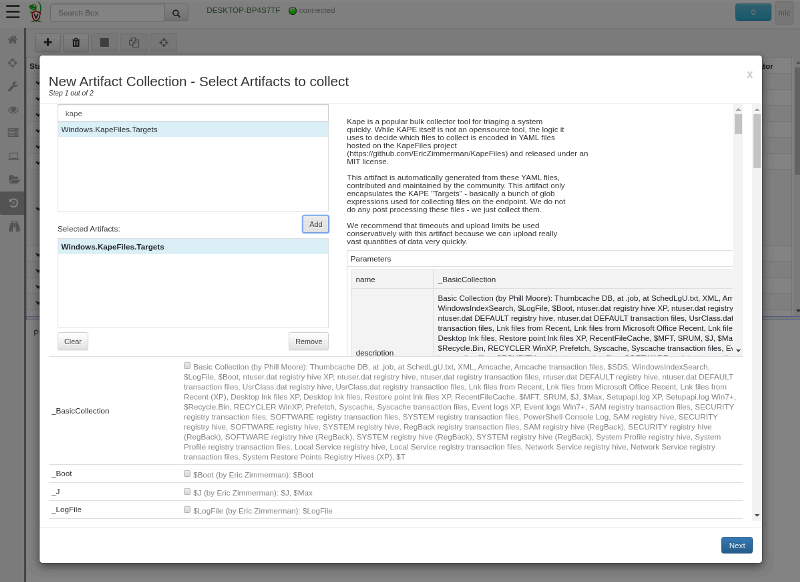 Search Box
DESKTOP-BP4S7TF
connected
0
mic
New Artifact Collection - Select Artifacts to collect
x
Step 1 out of 2
kape
Windows.KapeFiles.Targets
Add
Selected Artifacts:
Windows.KapeFiles.Targets
Clear
Remove
Kape is a popular bulk collector tool for triaging a system
quickly. While KAPE itself is not an opensource tool, the logic it
uses to decide which files to collect is encoded in YAML files
hosted on the KapeFiles project
(https://github.com/EricZimmerman/KapeFiles) and released under an
MIT license.
This artifact is automatically generated from these YAML files,
contributed and maintained by the community. This artifact only
encapsulates the KAPE "Targets" - basically a bunch of glob
expressions used for collecting files on the endpoint. We do not
do any post processing these files - we just collect them.
We recommend that timeouts and upload limits be used
conservatively with this artifact because we can upload really
vast quantities of data very quickly.
Parameters
name
_BasicCollection
Basic Collection (by Phill Moore): Thumbcache DB, at .job, at SchedLgU.txt, XML, Am
WindowsIndexSearch, $LogFile, $Boot, ntuser.dat registry hive XP, ntuser.dat
ntuser.dat DEFAULT registry hive, ntuser.dat DEFAULT transaction files, UsrClass.dat
transaction files, Lnk files from Recent, Lnk files from Microsoft Office Recent, Lnk file
Desktop lnk files, Restore point lnk files XP, RecentFileCache, $MFT, SRUM, $J, $Ma
$Recycle.Bin, RECYCLER WinXP, Prefetch, Syscache, Syscache transaction files, Ev
description
_BasicCollection
Basic Collection (by Phill Moore): Thumbcache DB, at .job, at SchedLgU.txt, XML, Amcache, Amcache transaction files, $SDS, WindowsIndexSearch,
$LogFile, $Boot, ntuser.dat registry hive XP, ntuser.dat registry hive, ntuser.dat registry transaction files, ntuser.dat DEFAULT registry hive, ntuser.dat DEFAULT
transaction files, UsrClass.dat registry hive, UsrClass.dat registry transaction files, Lnk files from Recent, Lnk files from Microsoft Office Recent, Lnk files from
Recent (XP), Desktop lnk files XP, Desktop lnk files, Restore point lnk files XP, RecentFileCache, $MFT, SRUM, $J, $Max, Setupapi.log XP, Setupapi.log Win7+,
$Recycle.Bin, RECYCLER WinXP, Prefetch, Syscache, Syscache transaction files, Event logs XP, Event logs Win7+, SAM registry transaction files, SECURITY
registry transaction files, SOFTWARE registry transaction files, SYSTEM registry transaction files, PowerShell Console Log, SAM registry hive, SECURITY
registry hive, SOFTWARE registry hive, SYSTEM registry hive, RegBack registry transaction files, SAM registry hive (RegBack), SECURITY registry hive
(RegBack), SOFTWARE registry hive (RegBack), SYSTEM registry hive (RegBack), SYSTEM registry hive (RegBack), System Profile registry hive, System
Profile registry transaction files, Local Service registry hive, Local Service registry transaction files, Network Service registry hive, Network Service registry
transaction files, System Restore Points Registry Hives (XP), $T
_Boot
$Boot (by Eric Zimmerman): $Boot
_J
$J (by Eric Zimmerman): $J, $Max
_LogFile
$LogFile (by Eric Zimmerman): $LogFile
Next